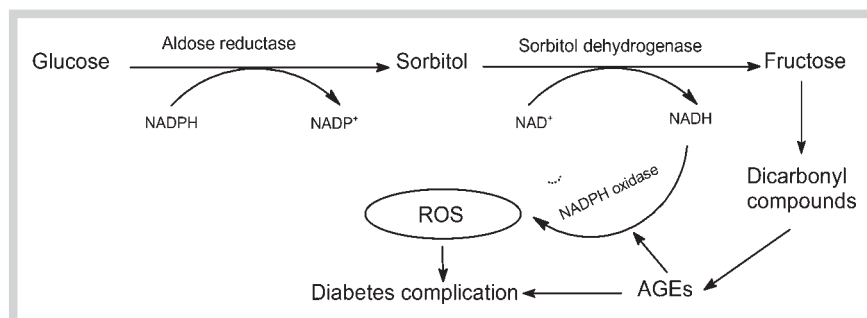 Aldose reductase
Sorbitol dehydrogenase
Glucose
Sorbitol
Fructose
NADPH
NADP⁺
NAD⁺
NADH
NADPH oxidase
Dicarbonyl
compounds
ROS
Diabetes complication
AGEs